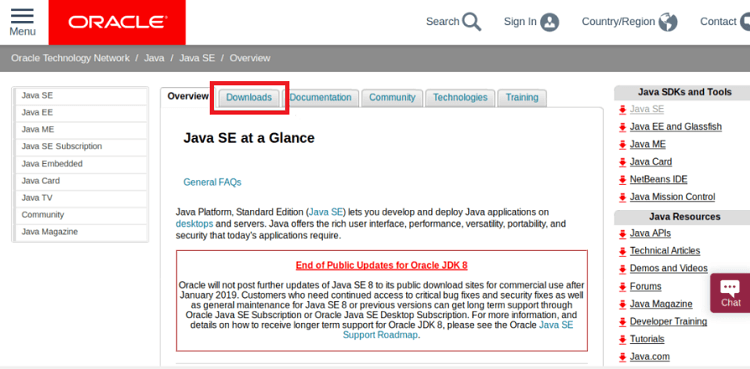 Menu
ORACLE
Search
Sign In
Country/Region
Contact
Oracle Technology Network / Java / Java SE / Overview
Java SE
Java EE
Java ME
Java SE Subscription
Java Embedded
Java Card
Java TV
Community
Java Magazine
Overview
Downloads
Documentation
Community
Technologies
Training
Java SE at a Glance
General FAQs
Java Platform, Standard Edition (Java SE) lets you develop and deploy Java applications on
desktops and servers. Java offers the rich user interface, performance, versatility, portability, and
security that today's applications require.
End of Public Updates for Oracle JDK 8
Oracle will not post further updates of Java SE 8 to its public download sites for commercial use after
January 2019. Customers who need continued access to critical bug fixes and security fixes as well
as general maintenance for Java SE 8 or previous versions can get long term support through
Oracle Java SE Subscription or Oracle Java SE Desktop Subscription. For more information, and
details on how to receive longer term support for Oracle JDK 8, please see the Oracle Java SE
Support Roadmap.
Java SDKs and Tools
Java SE
Java EE and Glassfish
Java ME
Java Card
NetBeans IDE
Java Mission Control
Java Resources
Java APIs
Technical Articles
Demos and Videos
Forums
Java Magazine
Developer Training
Tutorials
Java.com
Chat